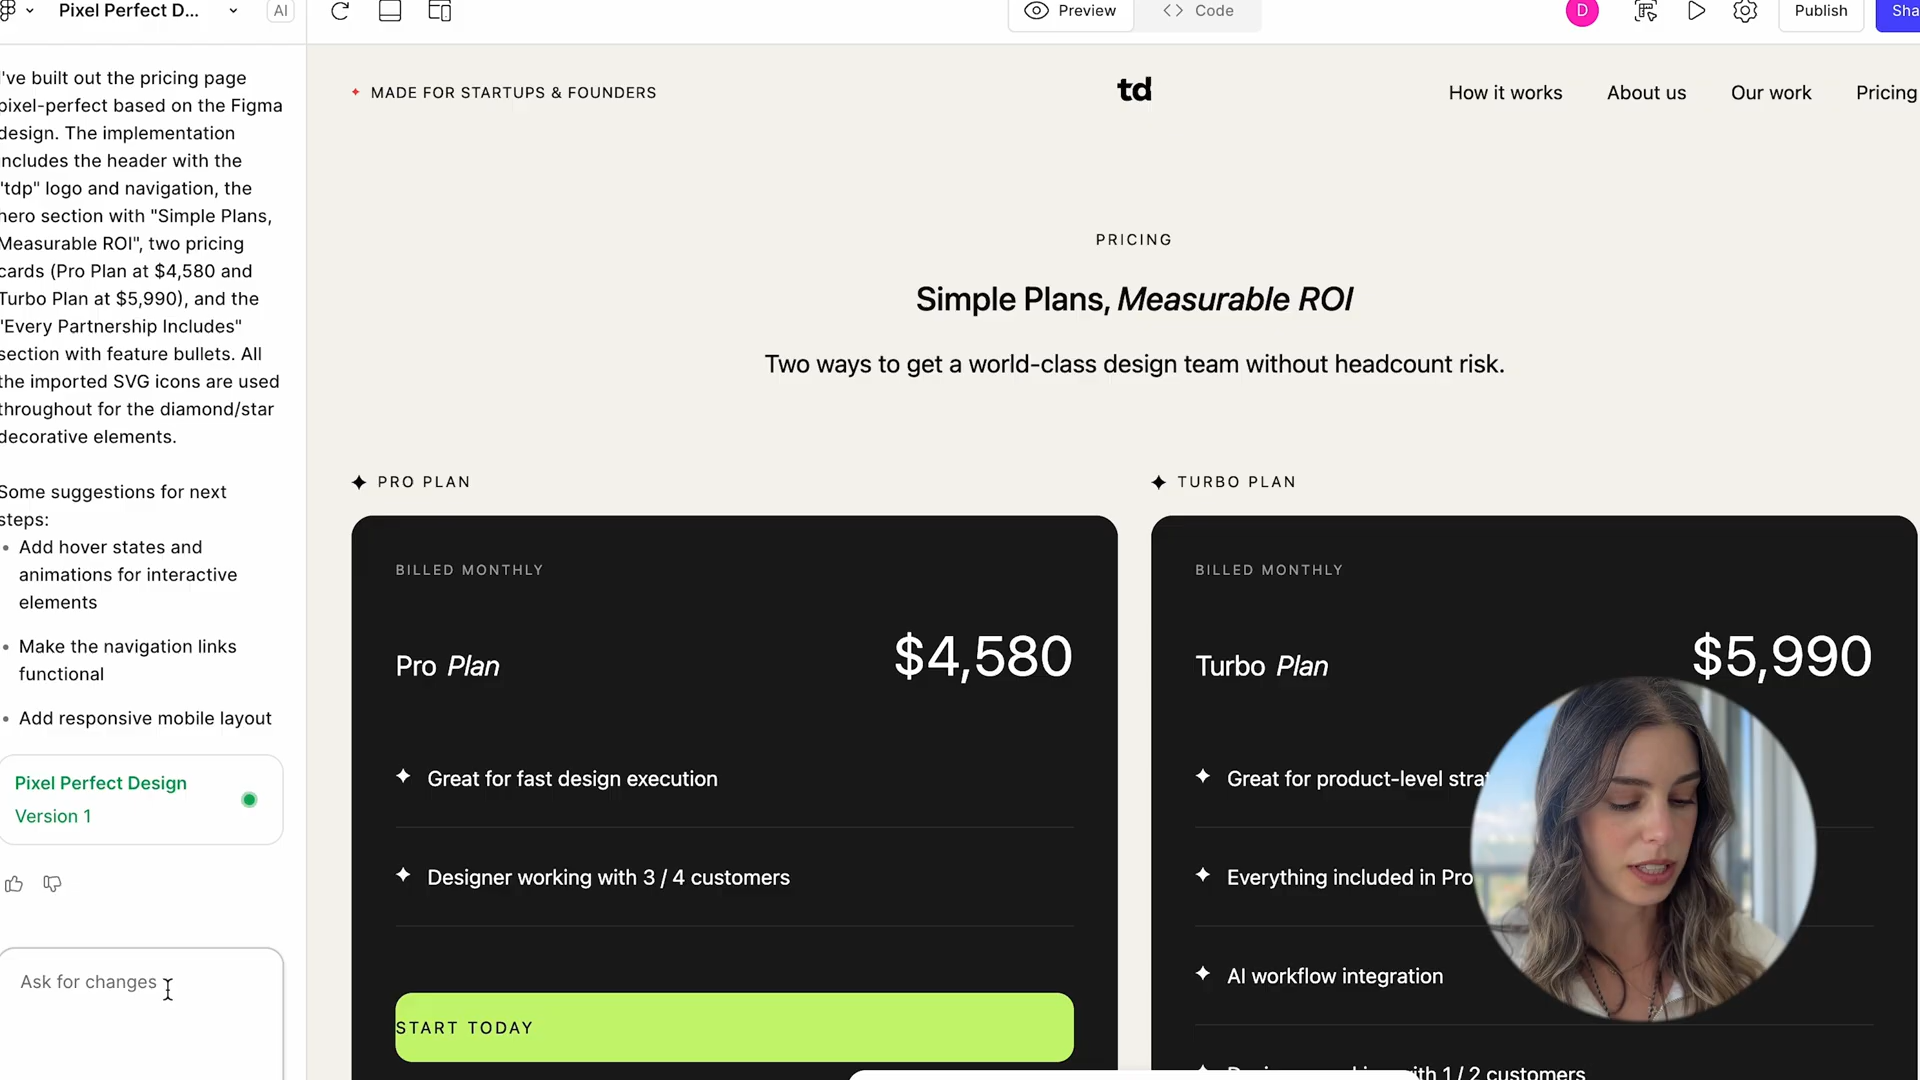 Pixel Perfect D...
AI
Preview
Code
D
Publish
Sha
I've built out the pricing page
pixel-perfect based on the Figma
design. The implementation
includes the header with the
"tdp" logo and navigation, the
hero section with "Simple Plans,
Measurable ROI", two pricing
cards (Pro Plan at $4,580 and
Turbo Plan at $5,990), and the
"Every Partnership Includes"
section with feature bullets. All
the imported SVG icons are used
throughout for the diamond/star
decorative elements.
Some suggestions for next
steps:
• Add hover states and
animations for interactive
elements
• Make the navigation links
functional
• Add responsive mobile layout
Pixel Perfect Design
Version 1
Ask for changes
MADE FOR STARTUPS & FOUNDERS
td
How it works
About us
Our work
Pricing
PRICING
Simple Plans, Measurable ROI
Two ways to get a world-class design team without headcount risk.
PRO PLAN
BILLED MONTHLY
Pro Plan
$4,580
Great for fast design execution
Designer working with 3 / 4 customers
START TODAY
TURBO PLAN
BILLED MONTHLY
Turbo Plan
$5,990
Great for product-level strat
Everything included in Pro
AI workflow integration
with 1 / 2 customers